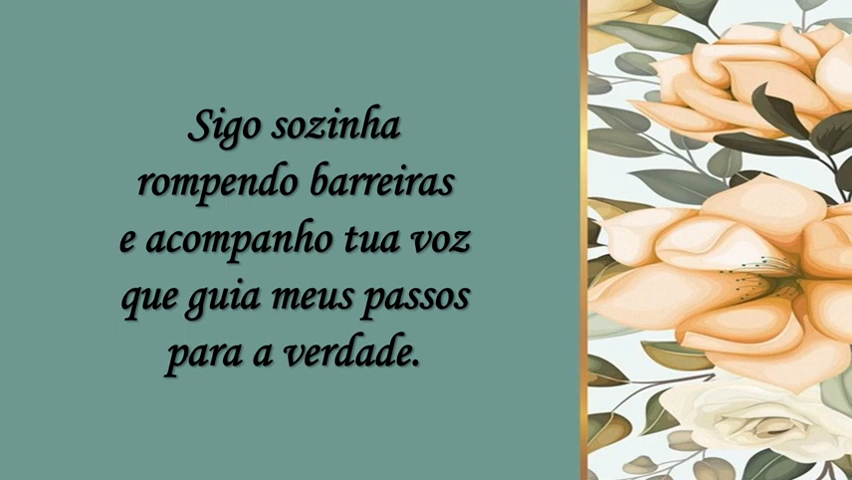 Sigo sozinha
rompendo barreiras
e acompanho tua voz
que guia meus passos
para a verdade.